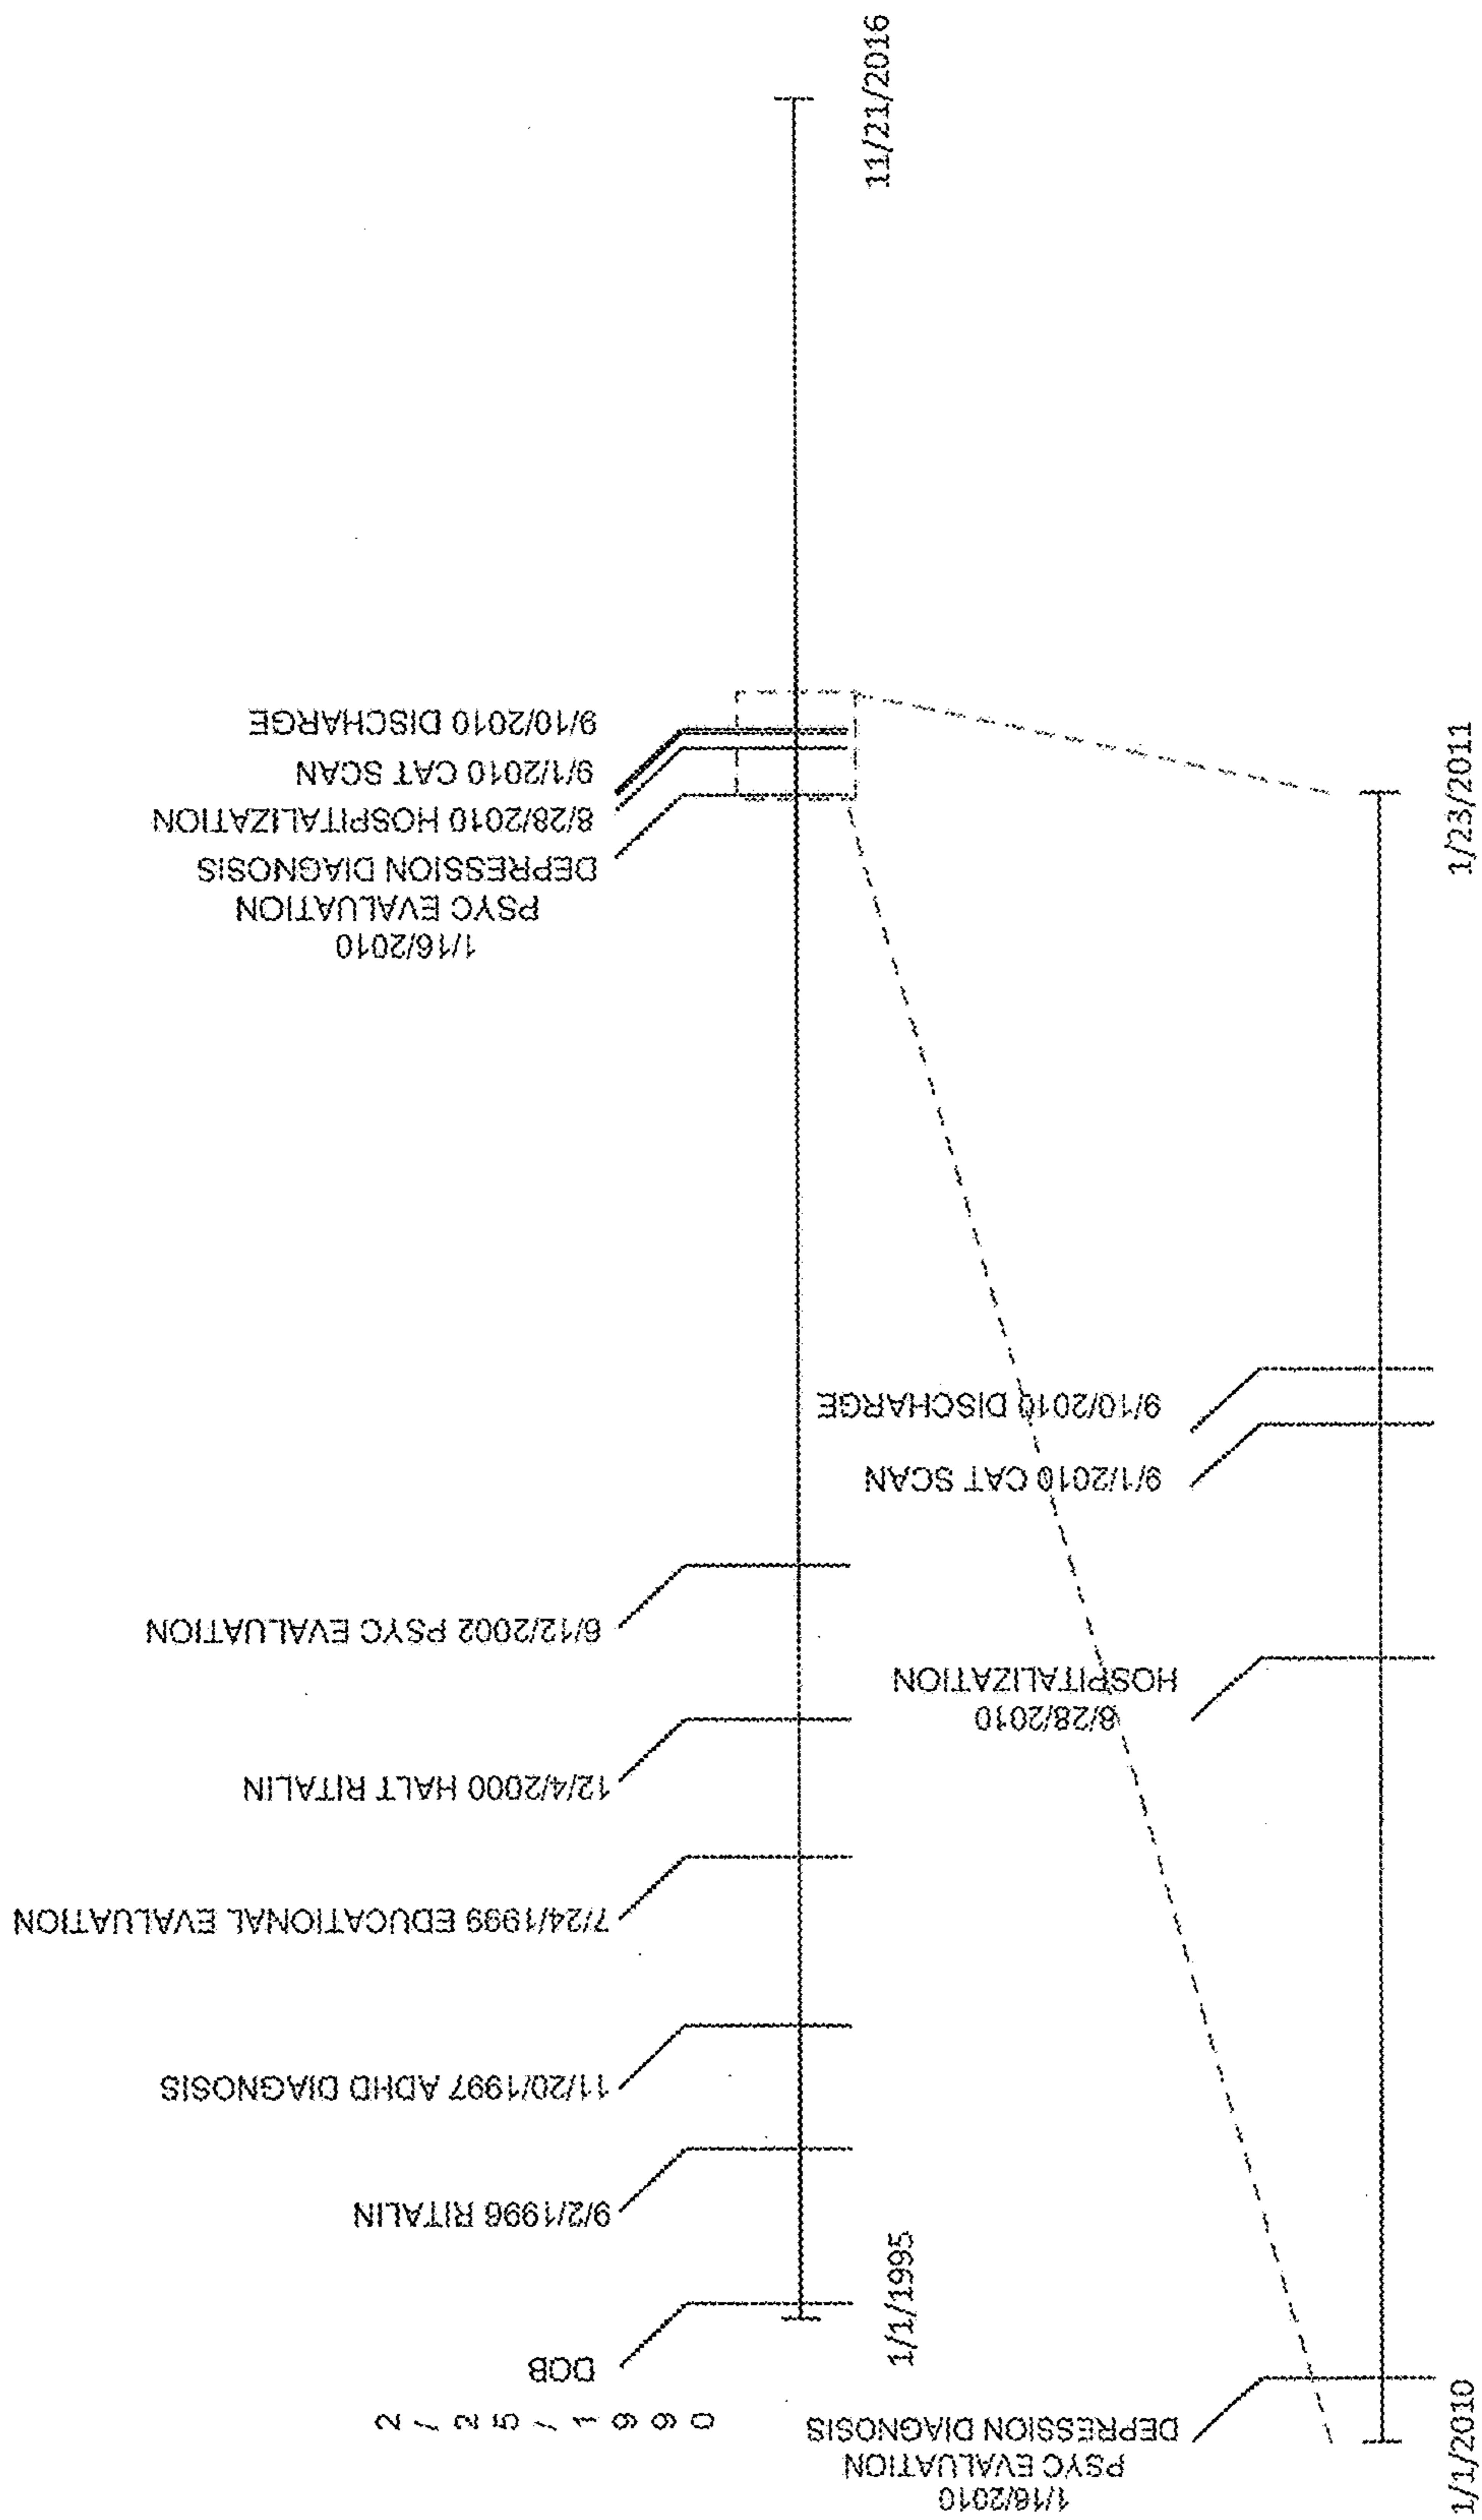 2/25/1990
DOB
9/2/1996 RITALIN
11/20/1997 ADHD DIAGNOSIS
7/24/1999 EDUCATIONAL EVALUATION
12/4/2000 HALT RITALIN
6/12/2002 PSYC EVALUATION
1/16/2010
PSYC EVALUATION
DEPRESSION DIAGNOSIS
6/28/2010 HOSPITALIZATION
9/1/2010 CAT SCAN
9/10/2010 DISCHARGE
1/1/1995
11/21/2016
1/16/2010
PSYC EVALUATION
DEPRESSION DIAGNOSIS
6/28/2010
HOSPITALIZATION
9/1/2010 CAT SCAN
9/10/2010 DISCHARGE
1/1/2010
1/23/2011